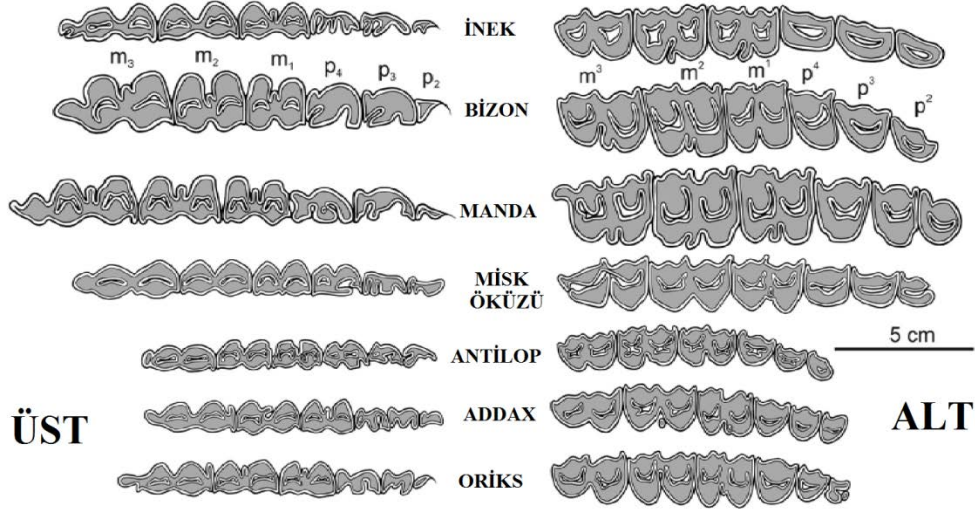 İNEK
m₃ m₂ m₁ p₄ p₃ p₂
BİZON
m³ m² m¹ p⁴ p³ p²
MANDA
MİSK
ÖKÜZÜ
5 cm
ANTİLOP
ÜST
ADDAX
ALT
ORİKS